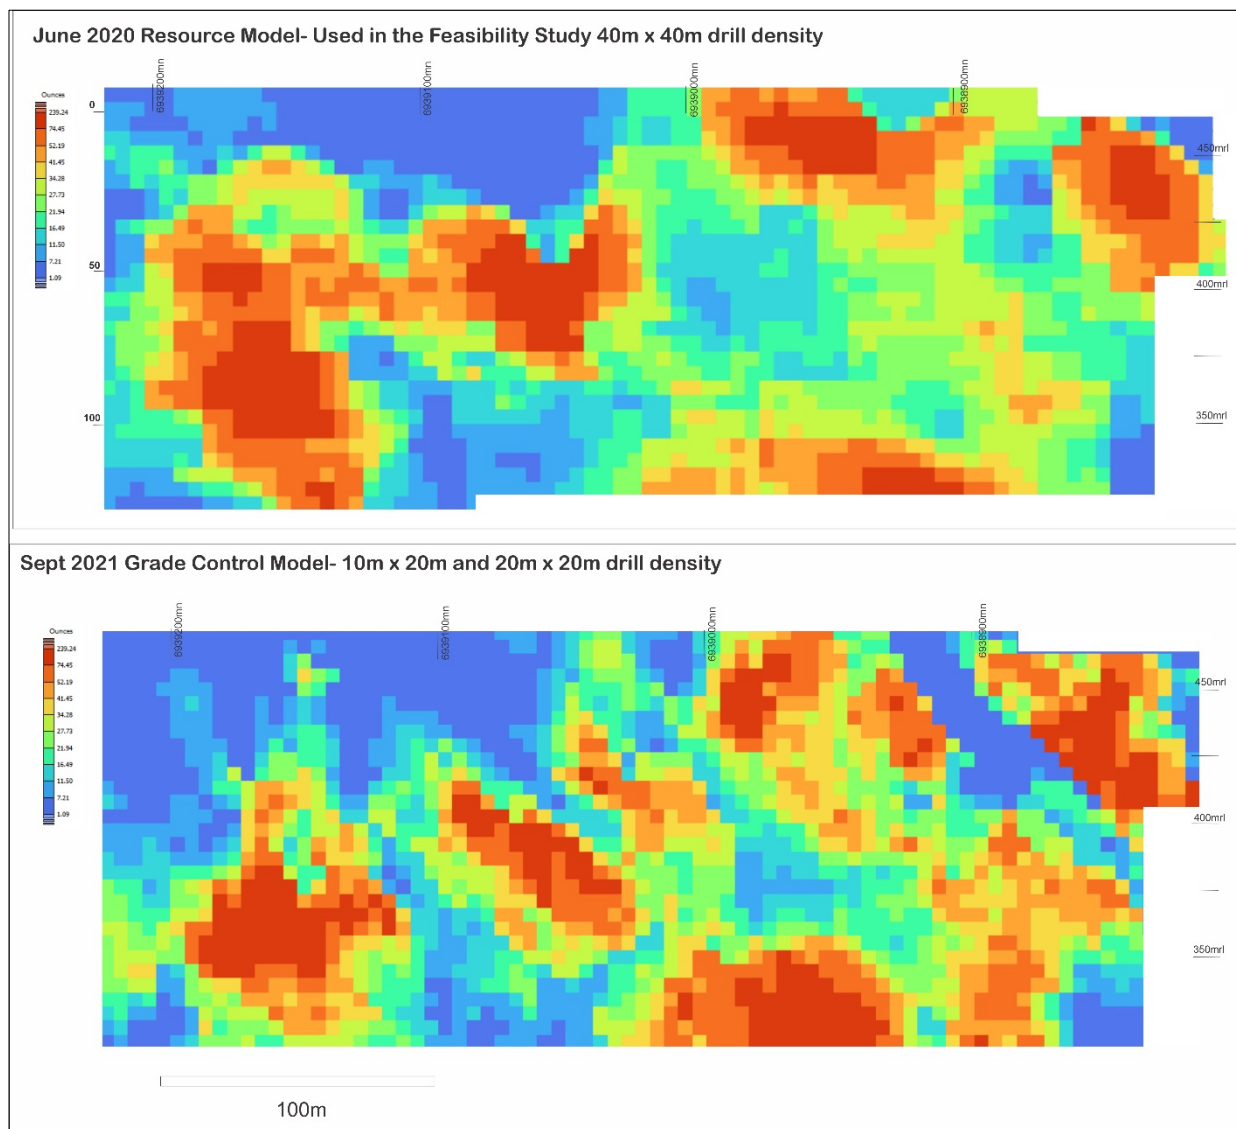 June 2020 Resource Model- Used in the Feasibility Study 40m x 40m drill density
6939200mn
6939100mn
6939000mn
6938900mn
Ounces
239.24
74.45
52.19
41.45
34.28
27.73
21.94
16.49
11.50
7.21
1.09
0
50
100
450mrl
400mrl
350mrl
Sept 2021 Grade Control Model- 10m x 20m and 20m x 20m drill density
6939200mn
6939100mn
6939000mn
6938900mn
Ounces
239.24
74.45
52.19
41.45
34.28
27.73
21.94
16.49
11.50
7.21
1.09
450mrl
400mrl
350mrl
100m